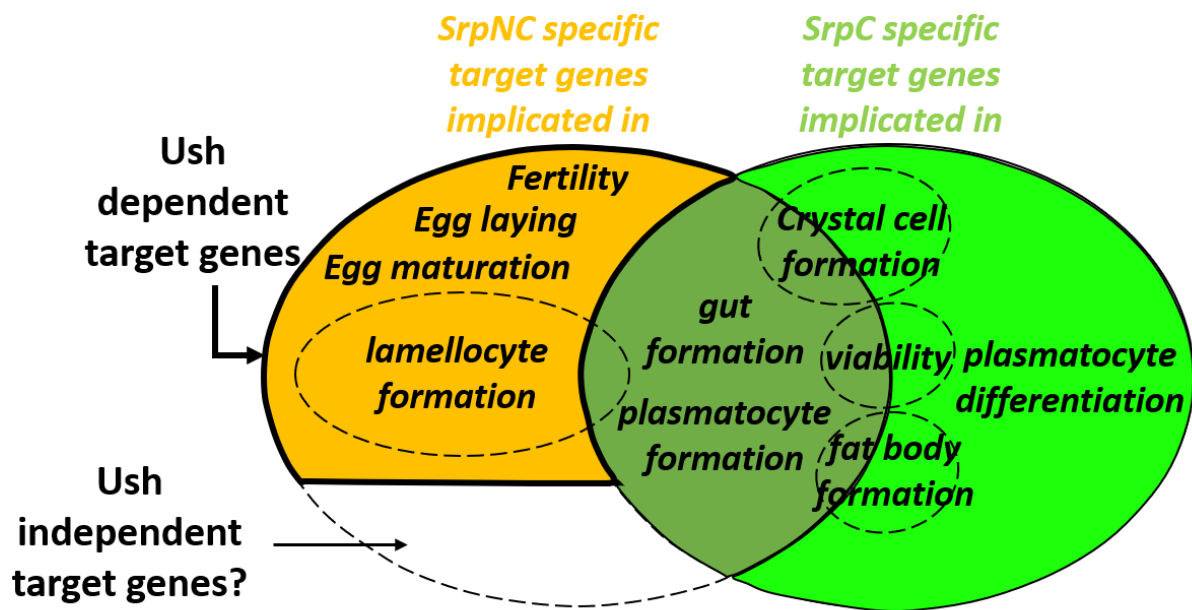 SrpNC specific
target genes
implicated in
SrpC specific
target genes
implicated in
Ush
dependent
target genes
Fertility
Egg laying
Egg maturation
lamellocyte
formation
gut
formation
plasmatocyte
formation
Crystal cell
formation
viability
fat body
formation
plasmatocyte
differentiation
Ush
independent
target genes?